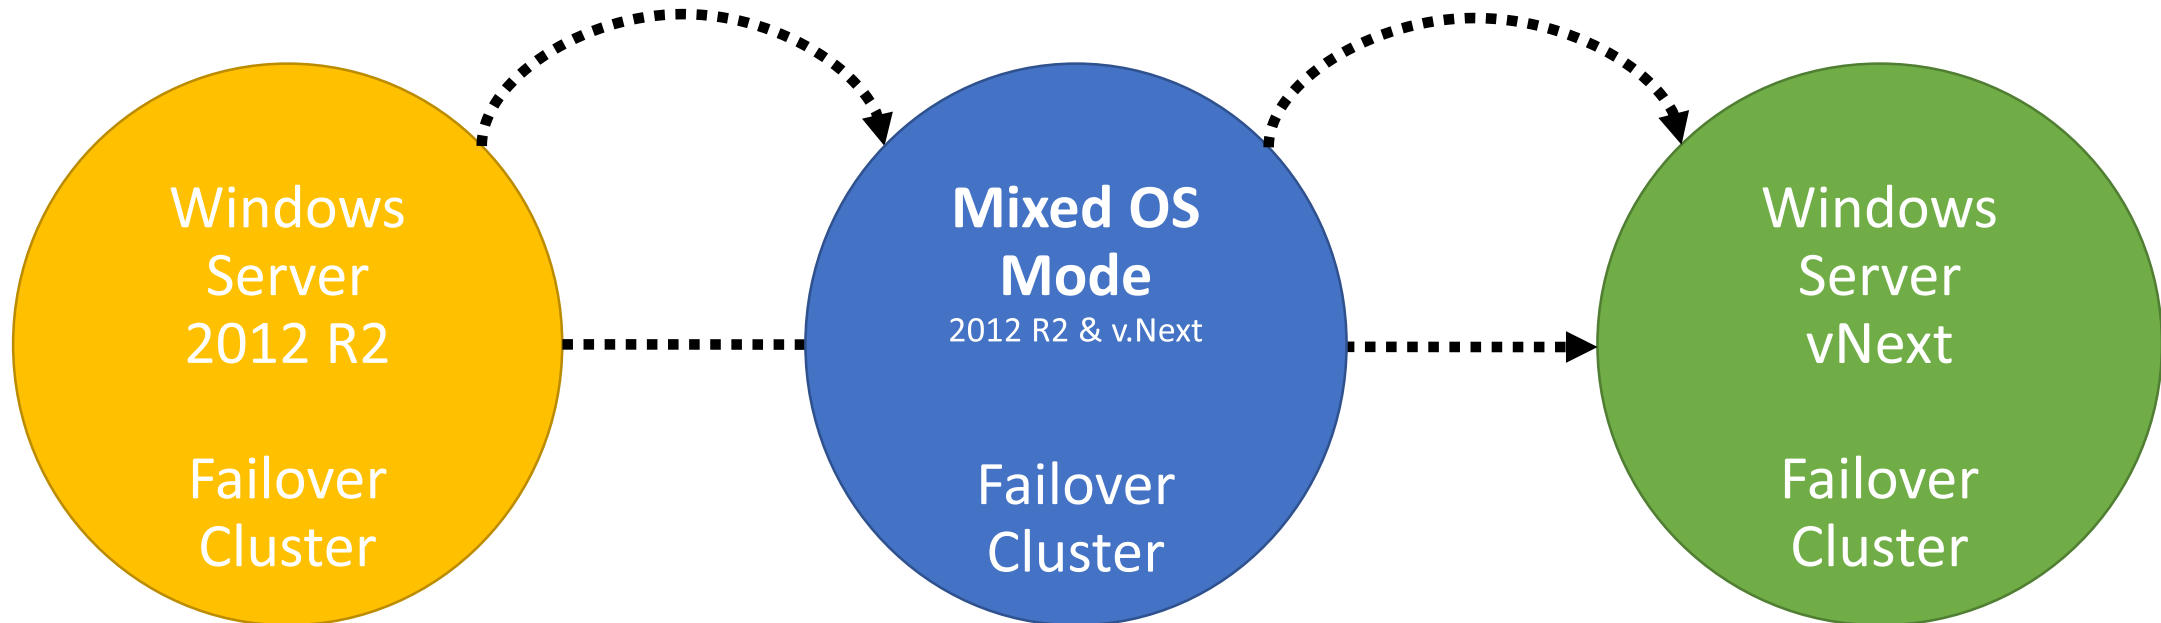 Windows
Server
2012 R2
Failover
Cluster
Mixed OS
Mode
2012 R2 & v.Next
Failover
Cluster
Windows
Server
vNext
Failover
Cluster